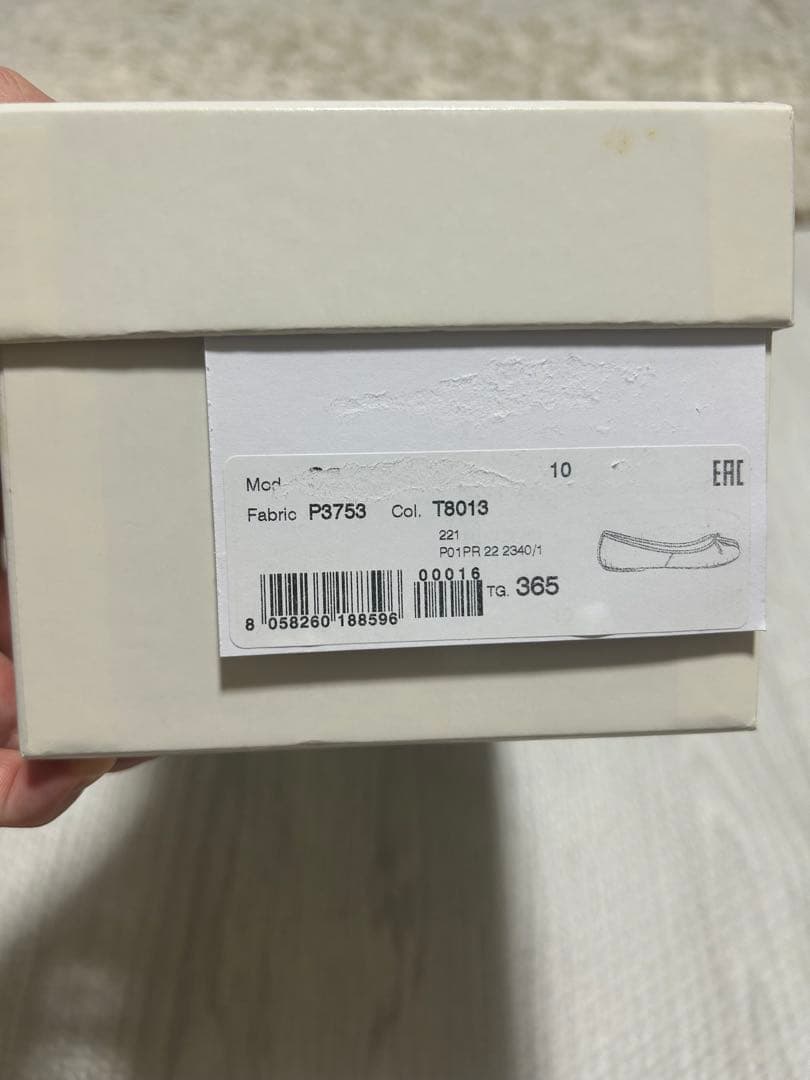 Mod 10 EAC
Fabric P3753 Col. T8013
221
P01PR 22 2340/1
00016
TG. 365
8 058260 188596